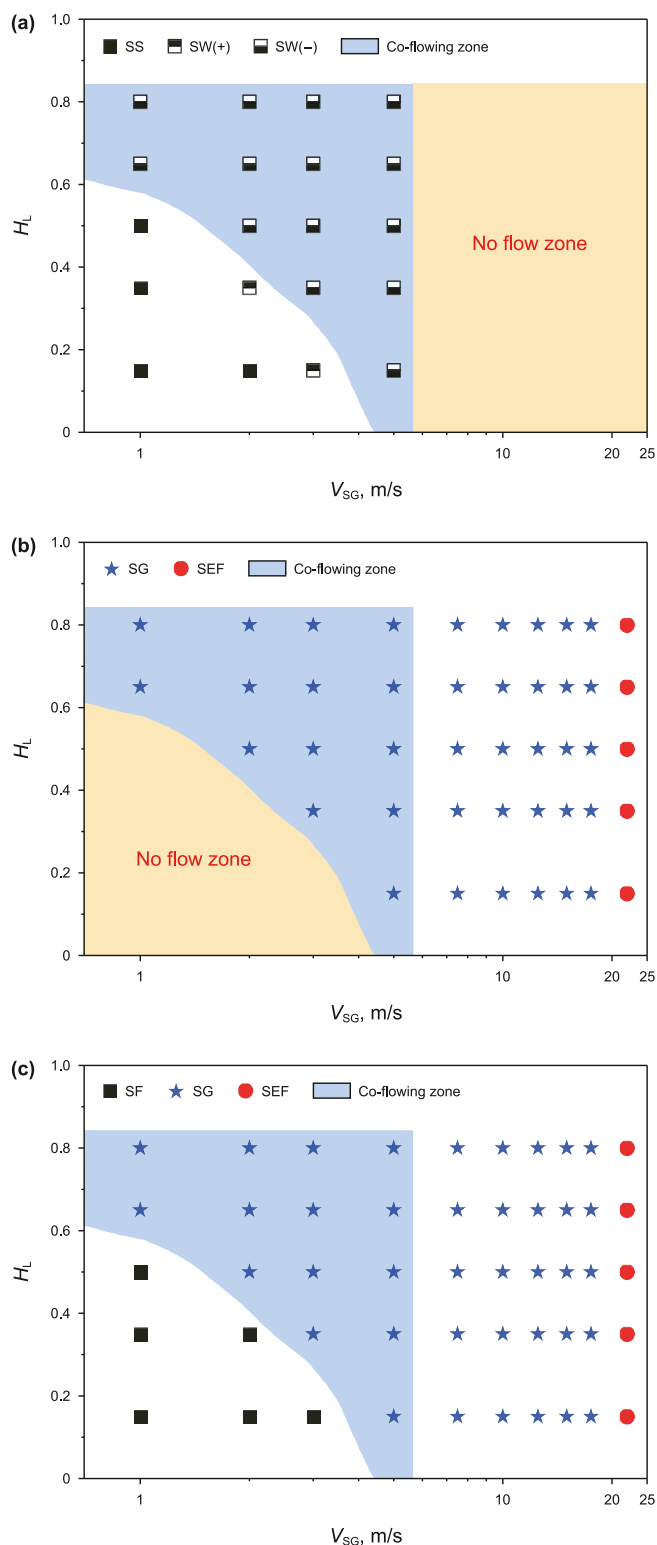 (a)
SS SW(+) SW(−) Co-flowing zone
1.0
0.8
0.6
0.4
0.2
0
H_L
No flow zone
1 10 20 25
V_SG, m/s
(b)
SG SEF Co-flowing zone
1.0
0.8
0.6
0.4
0.2
0
H_L
No flow zone
1 10 20 25
V_SG, m/s
(c)
SF SG SEF Co-flowing zone
1.0
0.8
0.6
0.4
0.2
0
H_L
1 10 20 25
V_SG, m/s